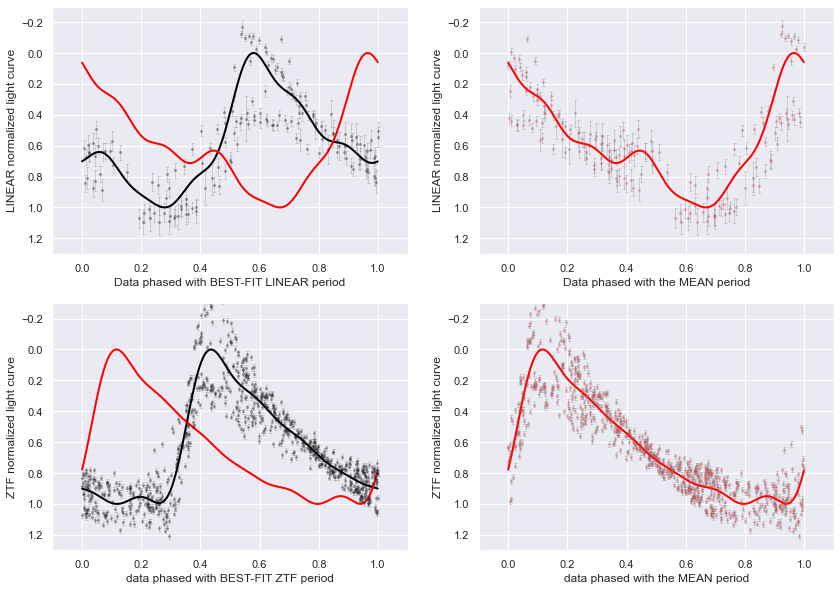 −0.2
0.0
0.2
0.4
0.6
0.8
1.0
1.2
LINEAR normalized light curve
0.0 0.2 0.4 0.6 0.8 1.0
Data phased with BEST-FIT LINEAR period
−0.2
0.0
0.2
0.4
0.6
0.8
1.0
1.2
LINEAR normalized light curve
0.0 0.2 0.4 0.6 0.8 1.0
Data phased with the MEAN period
−0.2
0.0
0.2
0.4
0.6
0.8
1.0
1.2
ZTF normalized light curve
0.0 0.2 0.4 0.6 0.8 1.0
data phased with BEST-FIT ZTF period
−0.2
0.0
0.2
0.4
0.6
0.8
1.0
1.2
ZTF normalized light curve
0.0 0.2 0.4 0.6 0.8 1.0
data phased with the MEAN period